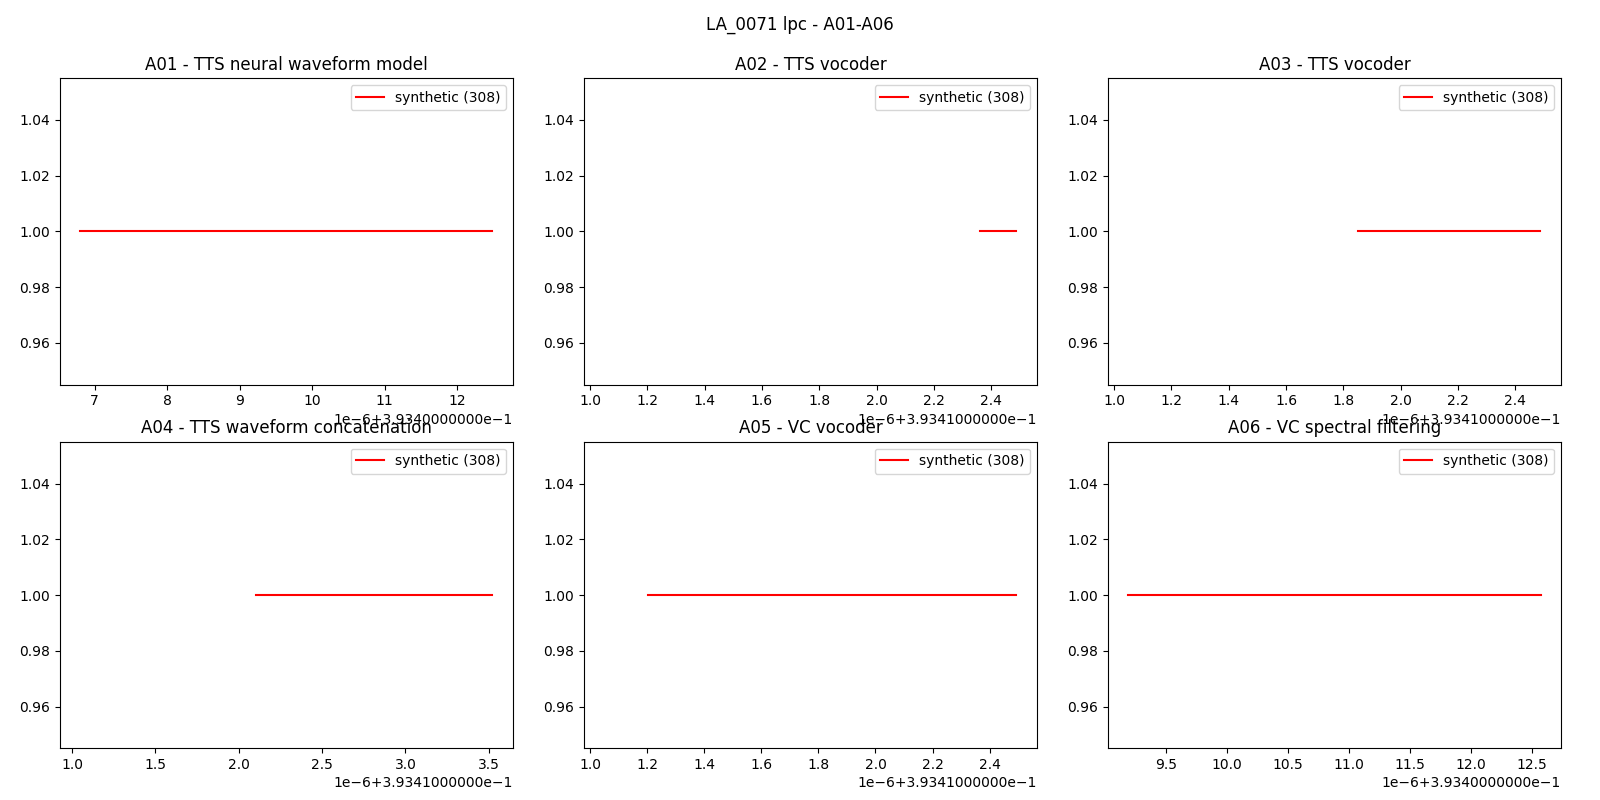 LA_0071 lpc - A01-A06
A01 - TTS neural waveform model
synthetic (308)
1.04
1.02
1.00
0.98
0.96
7 8 9 10 11 12
1e−6+3.9340000000e−1
A02 - TTS vocoder
synthetic (308)
1.04
1.02
1.00
0.98
0.96
1.0 1.2 1.4 1.6 1.8 2.0 2.2 2.4
1e−6+3.9341000000e−1
A03 - TTS vocoder
synthetic (308)
1.04
1.02
1.00
0.98
0.96
1.0 1.2 1.4 1.6 1.8 2.0 2.2 2.4
1e−6+3.9341000000e−1
A04 - TTS waveform concatenation
synthetic (308)
1.04
1.02
1.00
0.98
0.96
1.0 1.5 2.0 2.5 3.0 3.5
1e−6+3.9341000000e−1
A05 - VC vocoder
synthetic (308)
1.04
1.02
1.00
0.98
0.96
1.0 1.2 1.4 1.6 1.8 2.0 2.2 2.4
1e−6+3.9341000000e−1
A06 - VC spectral filtering
synthetic (308)
1.04
1.02
1.00
0.98
0.96
9.5 10.0 10.5 11.0 11.5 12.0 12.5
1e−6+3.9340000000e−1